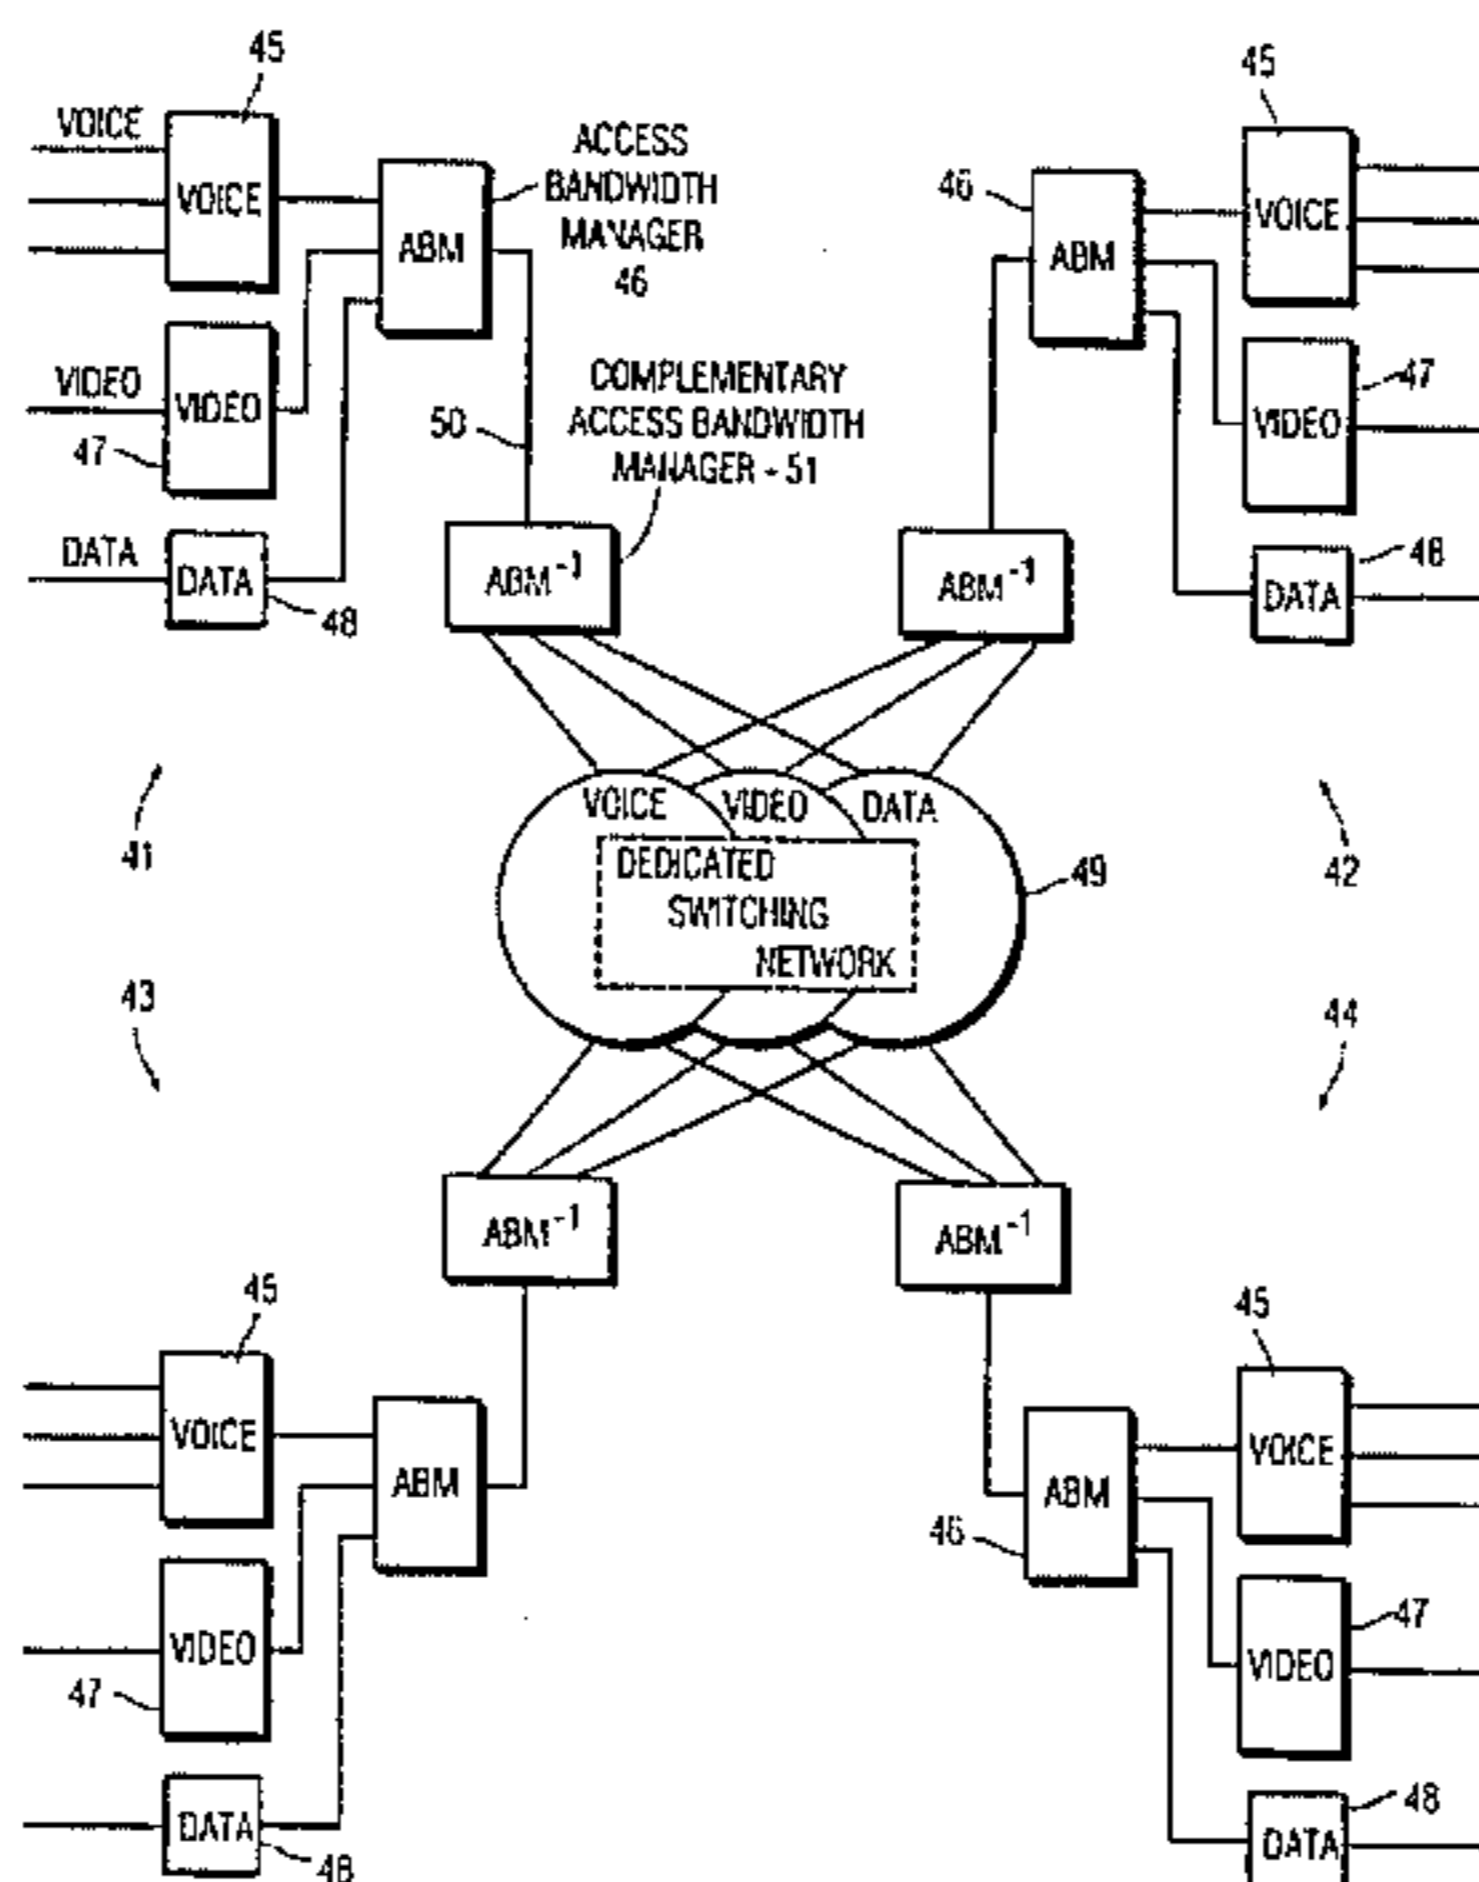 45
45
VOICE
ACCESS
BANDWIDTH
MANAGER
46
VOICE
ABM
46
ABM
VOICE
COMPLEMENTARY
ACCESS BANDWIDTH
MANAGER - 51
VIDEO
VIDEO
47
50
47
VIDEO
DATA
DATA
48
ABM-1
ABM-1
48
DATA
VOICE
VIDEO
DATA
DEDICATED
SWITCHING
NETWORK
49
41
42
43
44
ABM-1
ABM-1
45
45
VOICE
ABM
ABM
46
VOICE
VIDEO
47
47
VIDEO
DATA
48
48
DATA